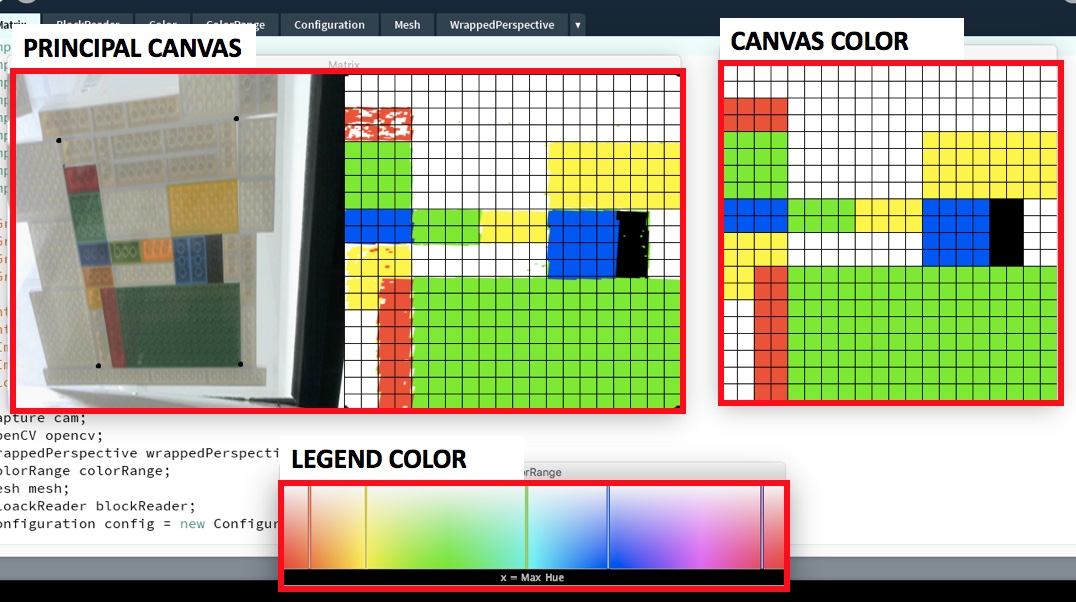 Matrix BlockReader Color ColorRange Configuration Mesh WrappedPerspective ▼
PRINCIPAL CANVAS
CANVAS COLOR
Matrix
apture cam;
penCV opencv;
rappedPerspective wrappedPerspecti
olorRange colorRange;
esh mesh;
loackReader blockReader;
onfiguration config = new Configur
LEGEND COLOR
orRange
x = Max Hue